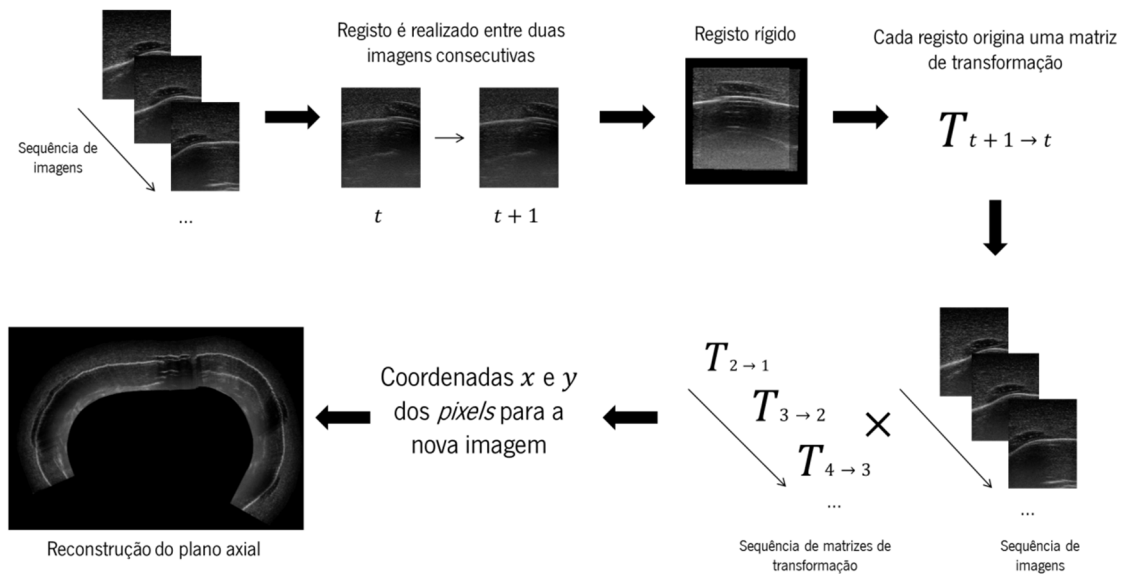 Sequência de
imagens
...
Registo é realizado entre duas
imagens consecutivas
t
t + 1
Registo rígido
Cada registo origina uma matriz
de transformação
T t + 1 → t
T 2 → 1
T 3 → 2
T 4 → 3
...
Sequência de matrizes de
transformação
×
...
Sequência de
imagens
Coordenadas x e y
dos pixels para a
nova imagem
Reconstrução do plano axial